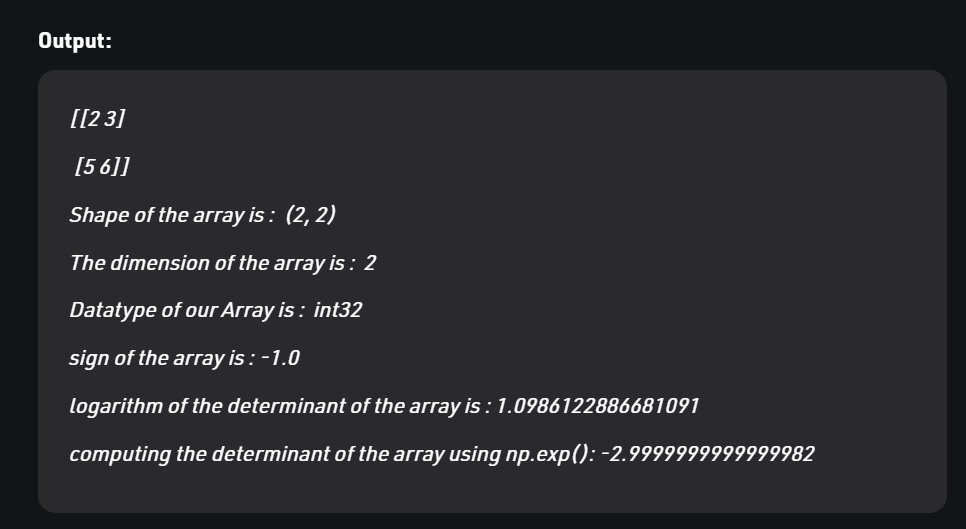 Output:
[[2 3]
[5 6]]
Shape of the array is :  (2, 2)
The dimension of the array is :  2
Datatype of our Array is :  int32
sign of the array is : -1.0
logarithm of the determinant of the array is : 1.0986122886681091
computing the determinant of the array using np.exp(): -2.9999999999999982